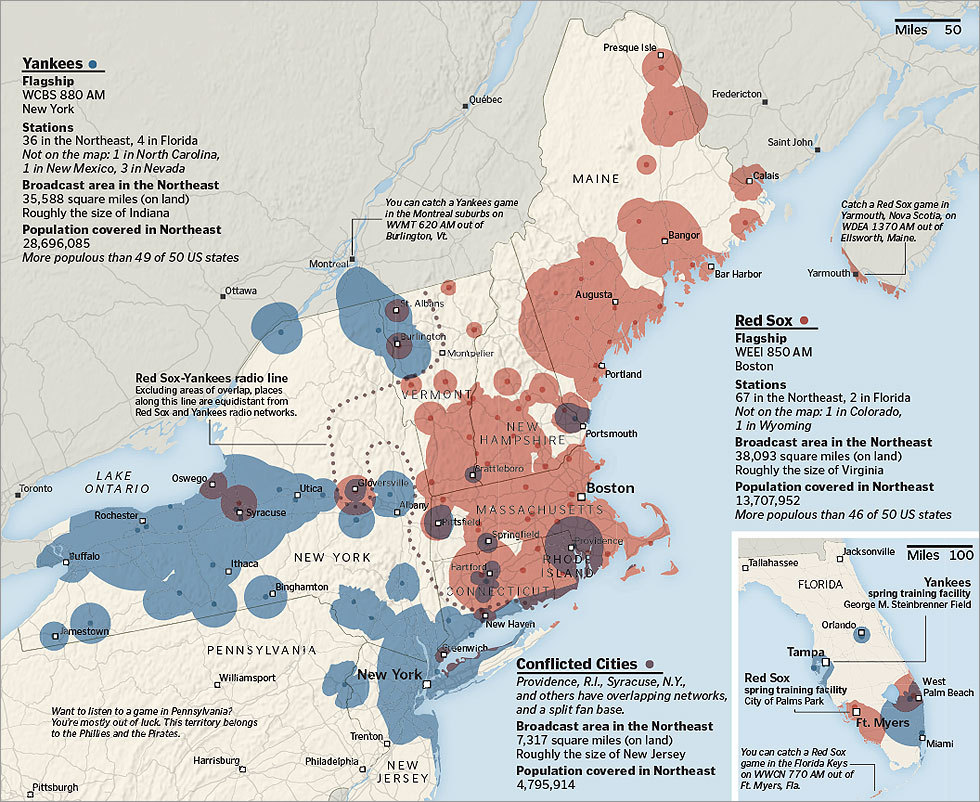 Miles 50
Presque Isle
Yankees
Flagship
WCBS 880 AM
New York
Stations
36 in the Northeast, 4 in Florida
Not on the map: 1 in North Carolina,
1 in New Mexico, 3 in Nevada
Broadcast area in the Northeast
35,588 square miles (on land)
Roughly the size of Indiana
Population covered in Northeast
28,696,085
More populous than 49 of 50 US states
Québec
Fredericton
Saint John
MAINE
Calais
You can catch a Yankees game
in the Montreal suburbs on
WVMT 620 AM out of
Burlington, Vt.
Catch a Red Sox game in
Yarmouth, Nova Scotia, on
WDEA 1370 AM out of
Ellsworth, Maine.
Bangor
Bar Harbor
Yarmouth
Montreal
Ottawa
Augusta
St. Albans
Burlington
Montpelier
Portland
Red Sox
Flagship
WEEI 850 AM
Boston
Stations
67 in the Northeast, 2 in Florida
Not on the map: 1 in Colorado,
1 in Wyoming
Broadcast area in the Northeast
38,093 square miles (on land)
Roughly the size of Virginia
Population covered in Northeast
13,707,952
More populous than 46 of 50 US states
Red Sox-Yankees radio line
Excluding areas of overlap, places
along this line are equidistant from
Red Sox and Yankees radio networks.
VERMONT
NEW
HAMPSHIRE
Portsmouth
LAKE
ONTARIO
Toronto
Oswego
Utica
Gloversville
Brattleboro
Boston
Rochester
Syracuse
Albany
MASSACHUSETTS
Pittsfield
Buffalo
Springfield
Providence
NEW YORK
Ithaca
Hartford
RHODE
ISLAND
CONNECTICUT
Binghamton
Jamestown
New Haven
Greenwich
PENNSYLVANIA
Williamsport
New York
Want to listen to a game in Pennsylvania?
You're mostly out of luck. This territory belongs
to the Phillies and the Pirates.
Trenton
Harrisburg
Philadelphia
NEW
JERSEY
Pittsburgh
Conflicted Cities
Providence, R.I., Syracuse, N.Y.,
and others have overlapping networks,
and a split fan base.
Broadcast area in the Northeast
7,317 square miles (on land)
Roughly the size of New Jersey
Population covered in Northeast
4,795,914
Jacksonville
Miles 100
Tallahassee
FLORIDA
Yankees
spring training facility
George M. Steinbrenner Field
Orlando
Tampa
Red Sox
spring training facility
City of Palms Park
West
Palm Beach
Ft. Myers
Miami
You can catch a Red Sox
game in the Florida Keys
on WWCN 770 AM out of
Ft. Myers, Fla.